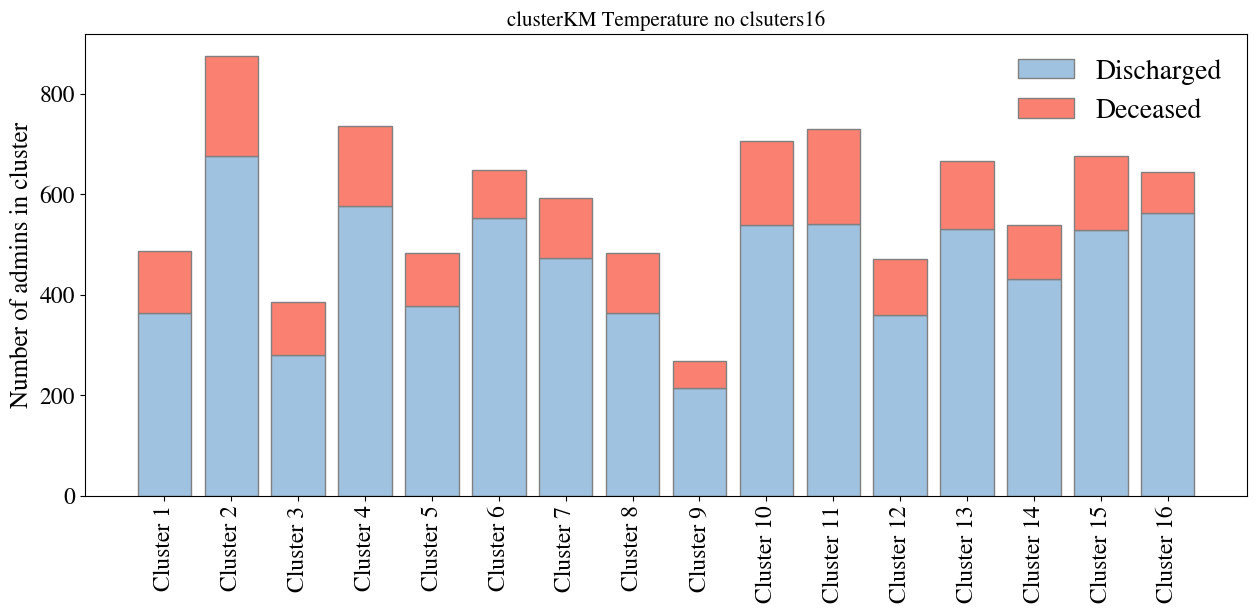 clusterKM Temperature no clsuters16
Discharged
Deceased
Number of admins in cluster
800
600
400
200
0
Cluster 1
Cluster 2
Cluster 3
Cluster 4
Cluster 5
Cluster 6
Cluster 7
Cluster 8
Cluster 9
Cluster 10
Cluster 11
Cluster 12
Cluster 13
Cluster 14
Cluster 15
Cluster 16